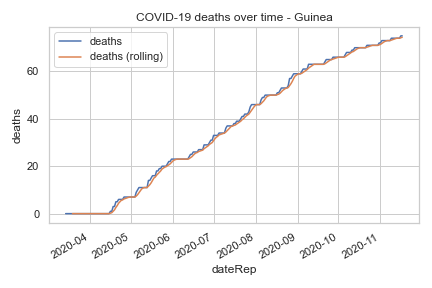 COVID-19 deaths over time - Guinea
deaths
deaths (rolling)
deaths
60
40
20
0
2020-04
2020-05
2020-06
2020-07
2020-08
2020-09
2020-10
2020-11
dateRep